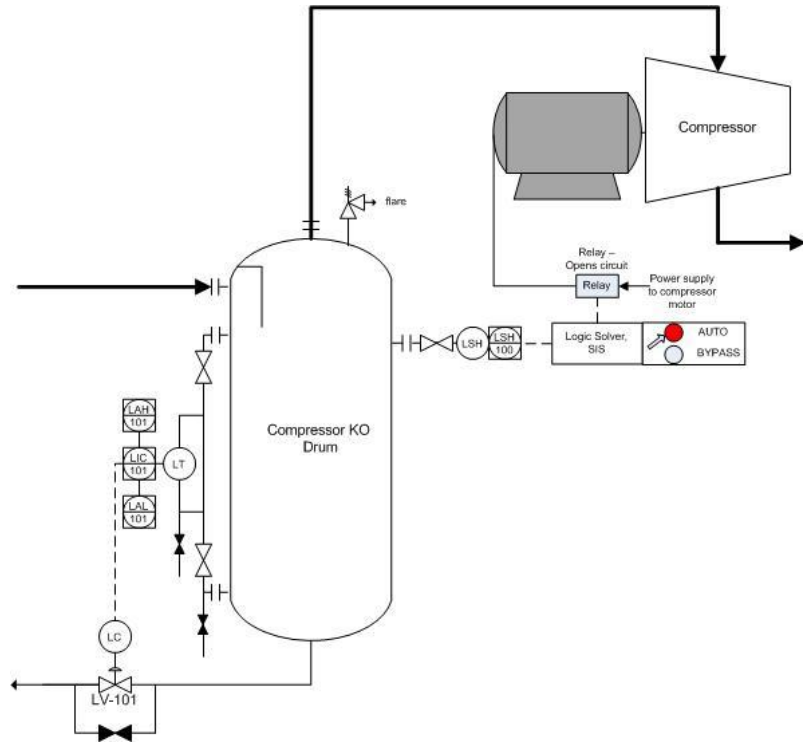 Compressor
flare
Relay –
Opens circuit
Relay
Power supply
to compressor
motor
LSH
LSH
100
Logic Solver,
SIS
AUTO
BYPASS
Compressor KO
Drum
LAH
101
LIC
101
LT
LAL
101
LC
LV-101